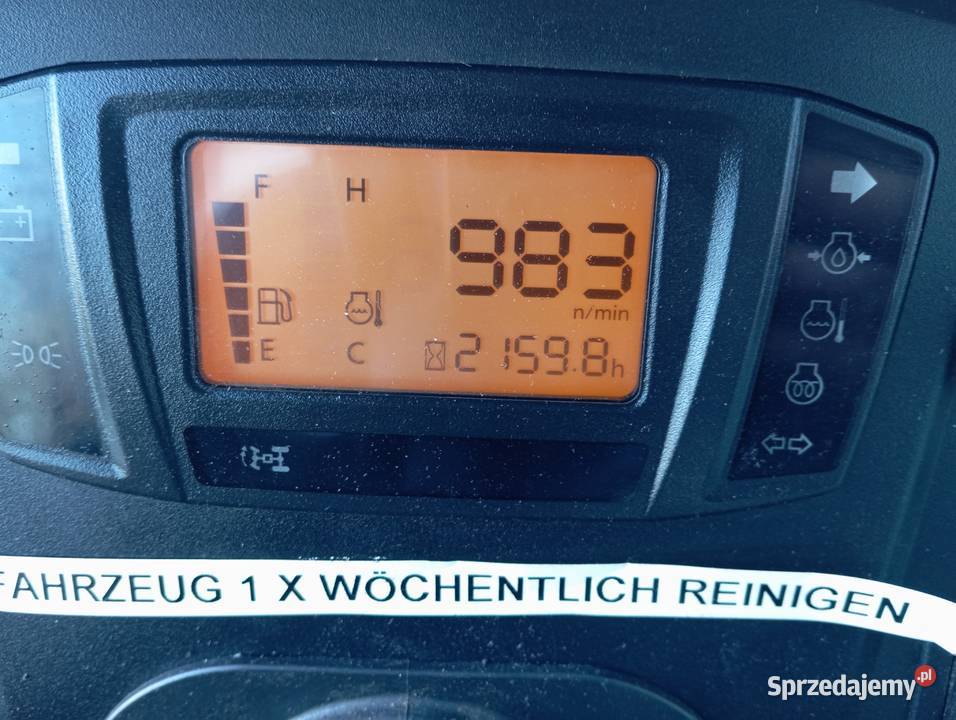 F H
983
n/min
E C 2159.8h
FAHRZEUG 1 X WÖCHENTLICH REINIGEN
Sprzedajemy.pl